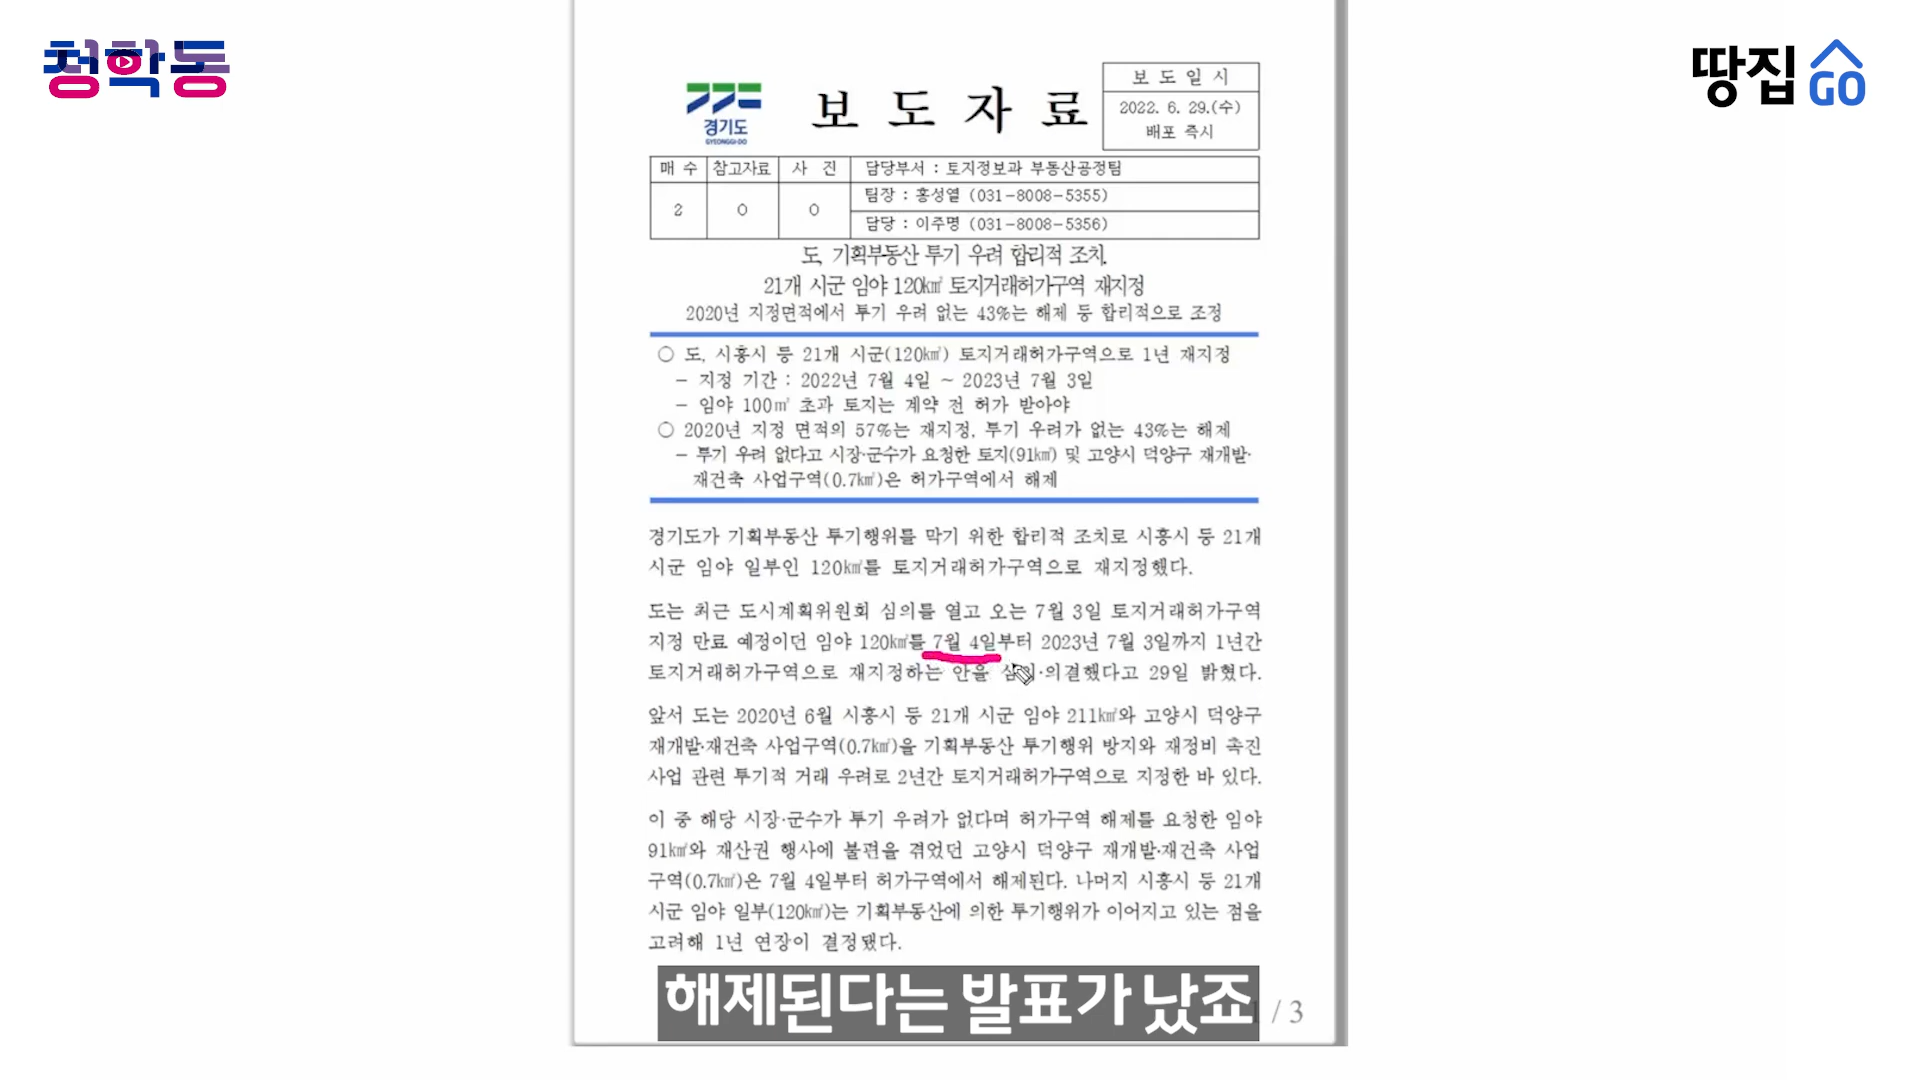 청학동
땅집GO
경기도
GYEONGGI-DO
보 도 자 료
보 도 일 시
2022. 6. 29.(수)
배포 즉시
매 수 참고자료 사 진 담당부서 : 토지정보과 부동산공정팀
2 0 0 팀장 : 홍성열 (031-8008-5355)
담당 : 이주명 (031-8008-5356)
도, 기획부동산 투기 우려 합리적 조치.
21개 시군 임야 120㎢ 토지거래허가구역 재지정
2020년 지정면적에서 투기 우려 없는 43%는 해제 등 합리적으로 조정
○ 도, 시흥시 등 21개 시군(120㎢) 토지거래허가구역으로 1년 재지정
- 지정 기간 : 2022년 7월 4일 ~ 2023년 7월 3일
- 임야 100㎡ 초과 토지는 계약 전 허가 받아야
○ 2020년 지정 면적의 57%는 재지정, 투기 우려가 없는 43%는 해제
- 투기 우려 없다고 시장·군수가 요청한 토지(91㎢) 및 고양시 덕양구 재개발·
재건축 사업구역(0.7㎢)은 허가구역에서 해제
경기도가 기획부동산 투기행위를 막기 위한 합리적 조치로 시흥시 등 21개
시군 임야 일부인 120㎢를 토지거래허가구역으로 재지정했다.
도는 최근 도시계획위원회 심의를 열고 오는 7월 3일 토지거래허가구역
지정 만료 예정이던 임야 120㎢를 7월 4일부터 2023년 7월 3일까지 1년간
토지거래허가구역으로 재지정하는 안을 심의·의결했다고 29일 밝혔다.
앞서 도는 2020년 6월 시흥시 등 21개 시군 임야 211㎢와 고양시 덕양구
재개발·재건축 사업구역(0.7㎢)을 기획부동산 투기행위 방지와 재정비 촉진
사업 관련 투기적 거래 우려로 2년간 토지거래허가구역으로 지정한 바 있다.
이 중 해당 시장·군수가 투기 우려가 없다며 허가구역 해제를 요청한 임야
91㎢와 재산권 행사에 불편을 겪었던 고양시 덕양구 재개발·재건축 사업
구역(0.7㎢)은 7월 4일부터 허가구역에서 해제된다. 나머지 시흥시 등 21개
시군 임야 일부(120㎢)는 기획부동산에 의한 투기행위가 이어지고 있는 점을
고려해 1년 연장이 결정됐다.
해제된다는 발표가 났죠
/ 3